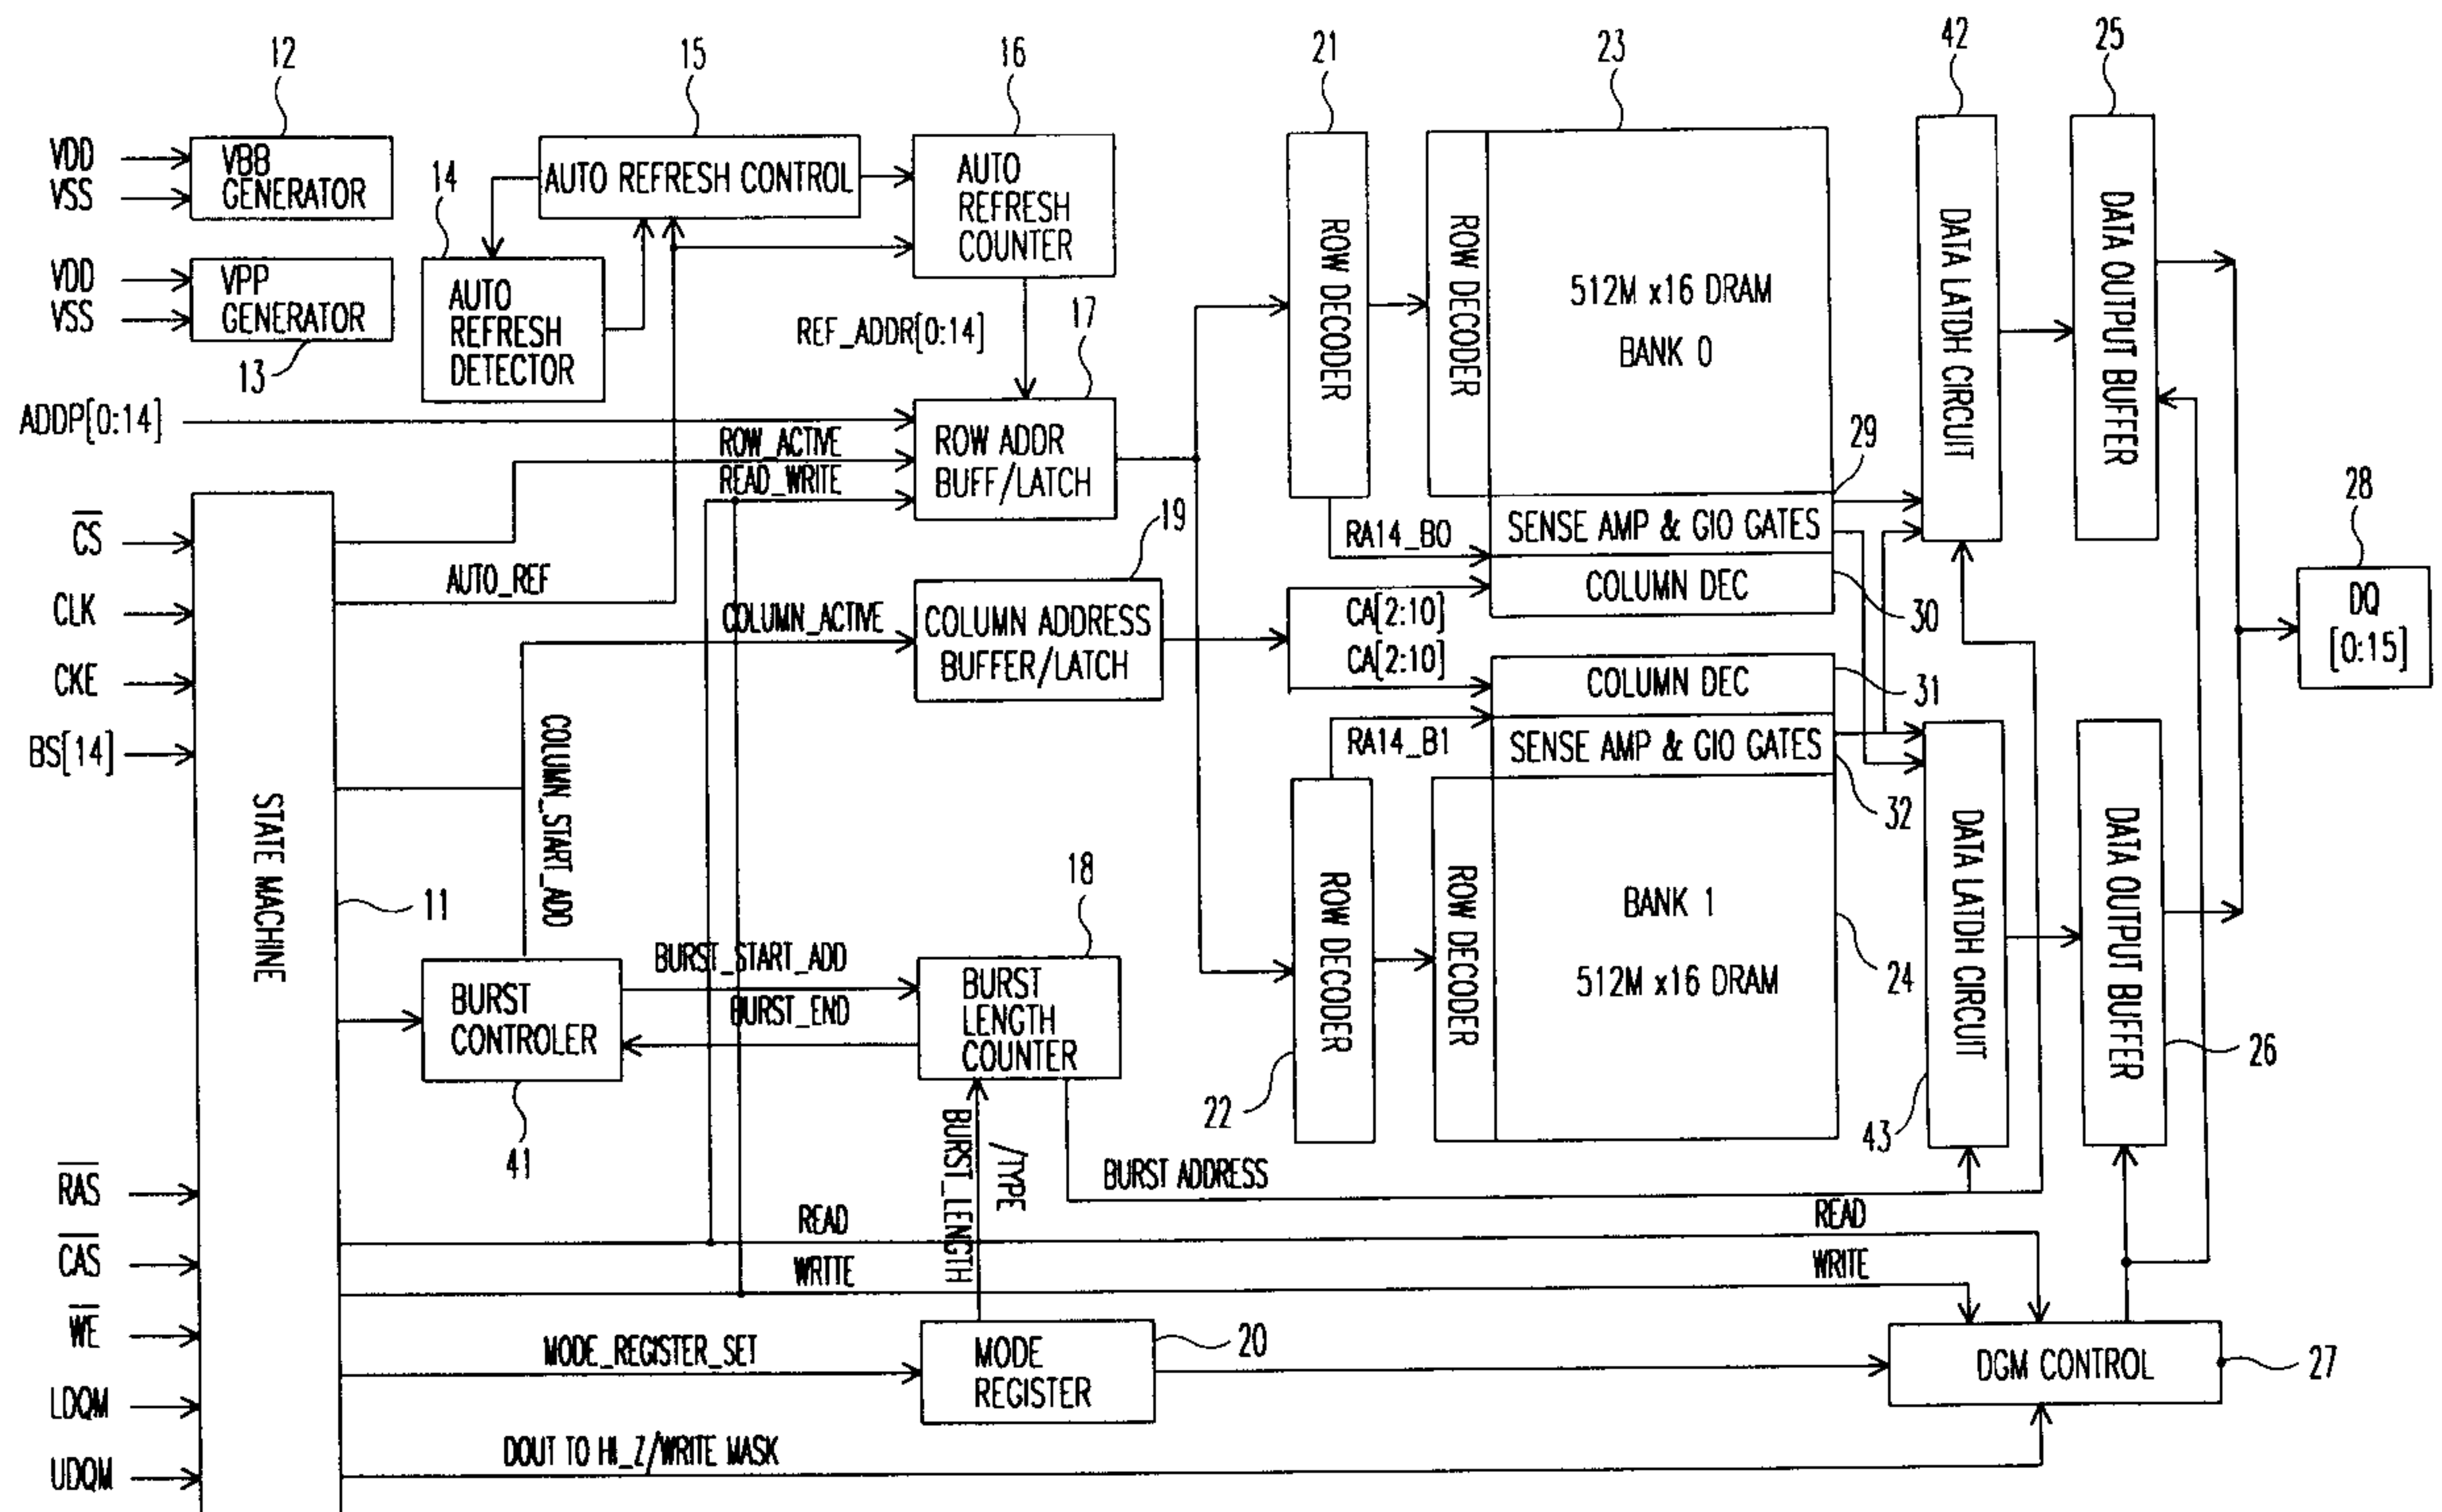 12
15
16
21
23
42
25
VDD
VSS
VBB
GENERATOR
14
AUTO REFRESH CONTROL
AUTO
REFRESH
COUNTER
ROW DECODER
ROW DECODER
512M x16 DRAM
BANK 0
DATA LATDH CIRCUIT
DATA OUTPUT BUFFER
VDD
VSS
VPP
GENERATOR
13
AUTO
REFRESH
DETECTOR
REF_ADDR[0:14]
17
ADDP[0:14]
ROW_ACTIVE
READ_WRITE
ROW ADDR
BUFF/LATCH
29
28
CS
CLK
CKE
BS[14]
STATE MACHINE
AUTO_REF
19
RA14_B0
SENSE AMP & GIO GATES
COLUMN DEC
30
DQ
[0:15]
COLUMN_ACTIVE
COLUMN ADDRESS
BUFFER/LATCH
CA[2:10]
CA[2:10]
COLUMN DEC
31
RA14_B1
SENSE AMP & GIO GATES
32
COLUMN_START_ADD
11
18
BURST_START_ADD
BURST_END
BURST
CONTROLER
41
BURST
LENGTH
COUNTER
ROW DECODER
22
ROW DECODER
BANK 1
512M x16 DRAM
24
DATA LATDH CIRCUIT
43
DATA OUTPUT BUFFER
26
BURST_LENGTH
/TYPE
BURST ADDRESS
RAS
CAS
WE
LDQM
UDQM
READ
READ
WRTTE
WRITE
MODE_REGISTER_SET
MODE
REGISTER
20
DGM CONTROL
27
DOUT TO HI_Z/WRITE MASK